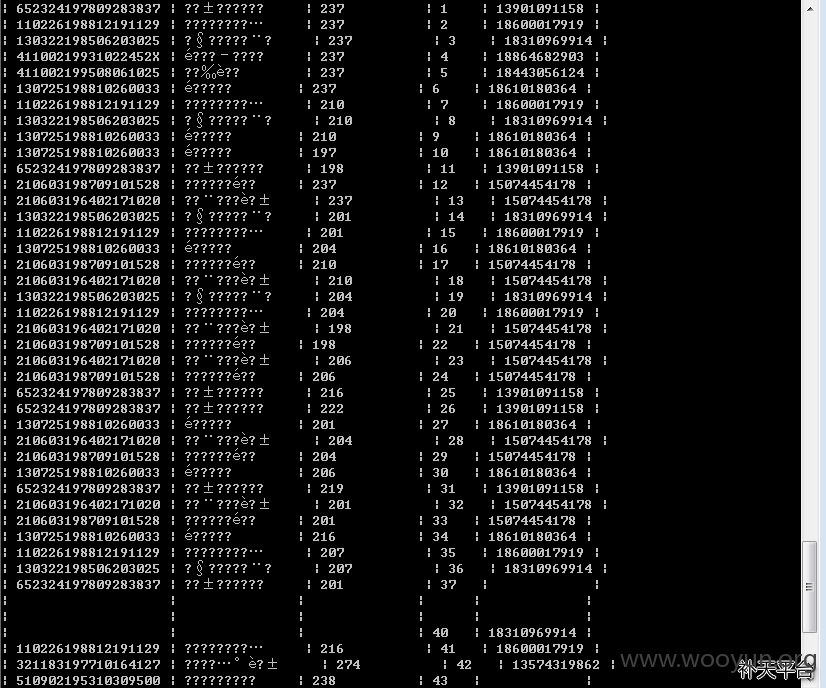 ¦ 652324197809283837 ¦ ??±?????? ¦ 237 ¦ 1 ¦ 13901091158 ¦
¦ 110226198812191129 ¦ ????????… ¦ 237 ¦ 2 ¦ 18600017919 ¦
¦ 130322198506203025 ¦ ?§?????¨? ¦ 237 ¦ 3 ¦ 18310969914 ¦
¦ 41100219931022452X ¦ é???-???? ¦ 237 ¦ 4 ¦ 18864682903 ¦
¦ 411002199508061025 ¦ ??‰è?? ¦ 237 ¦ 5 ¦ 18443056124 ¦
¦ 130725198810260033 ¦ é????? ¦ 237 ¦ 6 ¦ 18610180364 ¦
¦ 110226198812191129 ¦ ????????… ¦ 210 ¦ 7 ¦ 18600017919 ¦
¦ 130322198506203025 ¦ ?§?????¨? ¦ 210 ¦ 8 ¦ 18310969914 ¦
¦ 130725198810260033 ¦ é????? ¦ 210 ¦ 9 ¦ 18610180364 ¦
¦ 130725198810260033 ¦ é????? ¦ 197 ¦ 10 ¦ 18610180364 ¦
¦ 652324197809283837 ¦ ??±?????? ¦ 198 ¦ 11 ¦ 13901091158 ¦
¦ 210603198709101528 ¦ ??????é?? ¦ 237 ¦ 12 ¦ 15074454178 ¦
¦ 210603196402171020 ¦ ??¨???è?± ¦ 237 ¦ 13 ¦ 15074454178 ¦
¦ 130322198506203025 ¦ ?§?????¨? ¦ 201 ¦ 14 ¦ 18310969914 ¦
¦ 110226198812191129 ¦ ????????… ¦ 201 ¦ 15 ¦ 18600017919 ¦
¦ 130725198810260033 ¦ é????? ¦ 204 ¦ 16 ¦ 18610180364 ¦
¦ 210603198709101528 ¦ ??????é?? ¦ 210 ¦ 17 ¦ 15074454178 ¦
¦ 210603196402171020 ¦ ??¨???è?± ¦ 210 ¦ 18 ¦ 15074454178 ¦
¦ 130322198506203025 ¦ ?§?????¨? ¦ 204 ¦ 19 ¦ 18310969914 ¦
¦ 110226198812191129 ¦ ????????… ¦ 204 ¦ 20 ¦ 18600017919 ¦
¦ 210603196402171020 ¦ ??¨???è?± ¦ 198 ¦ 21 ¦ 15074454178 ¦
¦ 210603198709101528 ¦ ??????é?? ¦ 198 ¦ 22 ¦ 15074454178 ¦
¦ 210603196402171020 ¦ ??¨???è?± ¦ 206 ¦ 23 ¦ 15074454178 ¦
¦ 210603198709101528 ¦ ??????é?? ¦ 206 ¦ 24 ¦ 15074454178 ¦
¦ 652324197809283837 ¦ ??±?????? ¦ 216 ¦ 25 ¦ 13901091158 ¦
¦ 652324197809283837 ¦ ??±?????? ¦ 222 ¦ 26 ¦ 13901091158 ¦
¦ 130725198810260033 ¦ é????? ¦ 201 ¦ 27 ¦ 18610180364 ¦
¦ 210603196402171020 ¦ ??¨???è?± ¦ 204 ¦ 28 ¦ 15074454178 ¦
¦ 210603198709101528 ¦ ??????é?? ¦ 204 ¦ 29 ¦ 15074454178 ¦
¦ 130725198810260033 ¦ é????? ¦ 206 ¦ 30 ¦ 18610180364 ¦
¦ 652324197809283837 ¦ ??±?????? ¦ 219 ¦ 31 ¦ 13901091158 ¦
¦ 210603196402171020 ¦ ??¨???è?± ¦ 201 ¦ 32 ¦ 15074454178 ¦
¦ 210603198709101528 ¦ ??????é?? ¦ 201 ¦ 33 ¦ 15074454178 ¦
¦ 130725198810260033 ¦ é????? ¦ 216 ¦ 34 ¦ 18610180364 ¦
¦ 110226198812191129 ¦ ????????… ¦ 207 ¦ 35 ¦ 18600017919 ¦
¦ 130322198506203025 ¦ ?§?????¨? ¦ 207 ¦ 36 ¦ 18310969914 ¦
¦ 652324197809283837 ¦ ??±?????? ¦ 201 ¦ 37 ¦ ¦
¦ ¦ ¦ ¦ ¦ ¦
¦ ¦ ¦ ¦ ¦ ¦
¦ ¦ ¦ ¦ 40 ¦ 18310969914 ¦
¦ 110226198812191129 ¦ ????????… ¦ 216 ¦ 41 ¦ 18600017919 ¦
¦ 321183197710164127 ¦ ????…°è?± ¦ 274 ¦ 42 ¦ 13574319862 ¦
¦ 510902195310309500 ¦ ????????? ¦ 238 ¦ 43 ¦ ¦
www.wooyun.org
补天平台